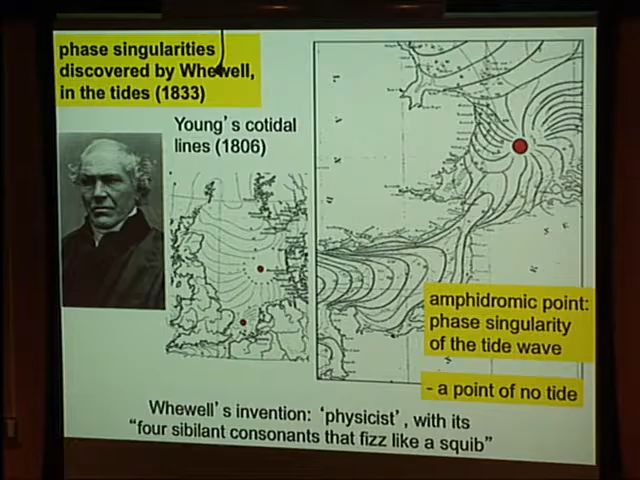 phase singularities
discovered by Whewell,
in the tides (1833)
Young's cotidal
lines (1806)
amphidromic point:
phase singularity
of the tide wave
- a point of no tide
Whewell's invention: 'physicist', with its
"four sibilant consonants that fizz like a squib"